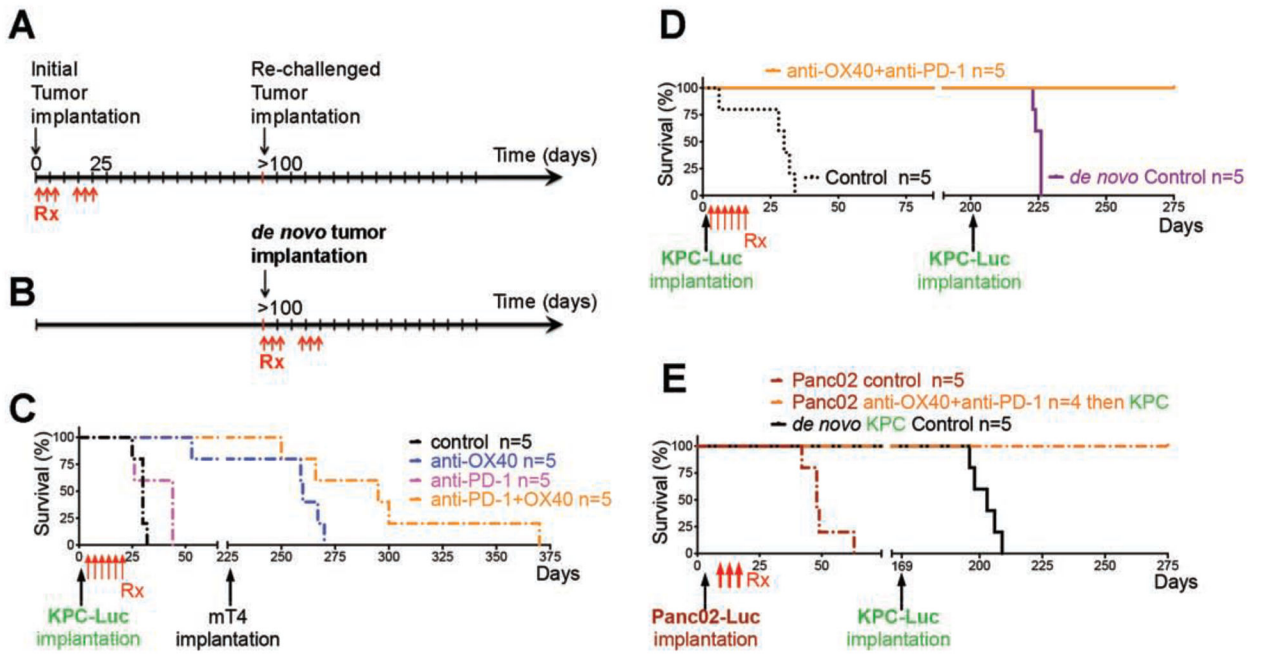 A
Initial
Tumor
implantation
Re-challenged
Tumor
implantation
0
25
>100
Time (days)
Rx
B
de novo tumor
implantation
>100
Time (days)
Rx
C
Survival (%)
100
75
50
25
0
control n=5
anti-OX40 n=5
anti-PD-1 n=5
anti-PD-1+OX40 n=5
0 25 50 225 250 275 300 325 350 375
Days
Rx
KPC-Luc
implantation
mT4
implantation
D
anti-OX40+anti-PD-1 n=5
Survival (%)
100
75
50
25
0
Control n=5
de novo Control n=5
0 25 50 75 200 225 250 275
Days
Rx
KPC-Luc
implantation
KPC-Luc
implantation
E
Panc02 control n=5
Panc02 anti-OX40+anti-PD-1 n=4 then KPC
de novo KPC Control n=5
Survival (%)
100
75
50
25
0
0 25 50 169 200 225 250 275
Days
Rx
Panc02-Luc
implantation
KPC-Luc
implantation